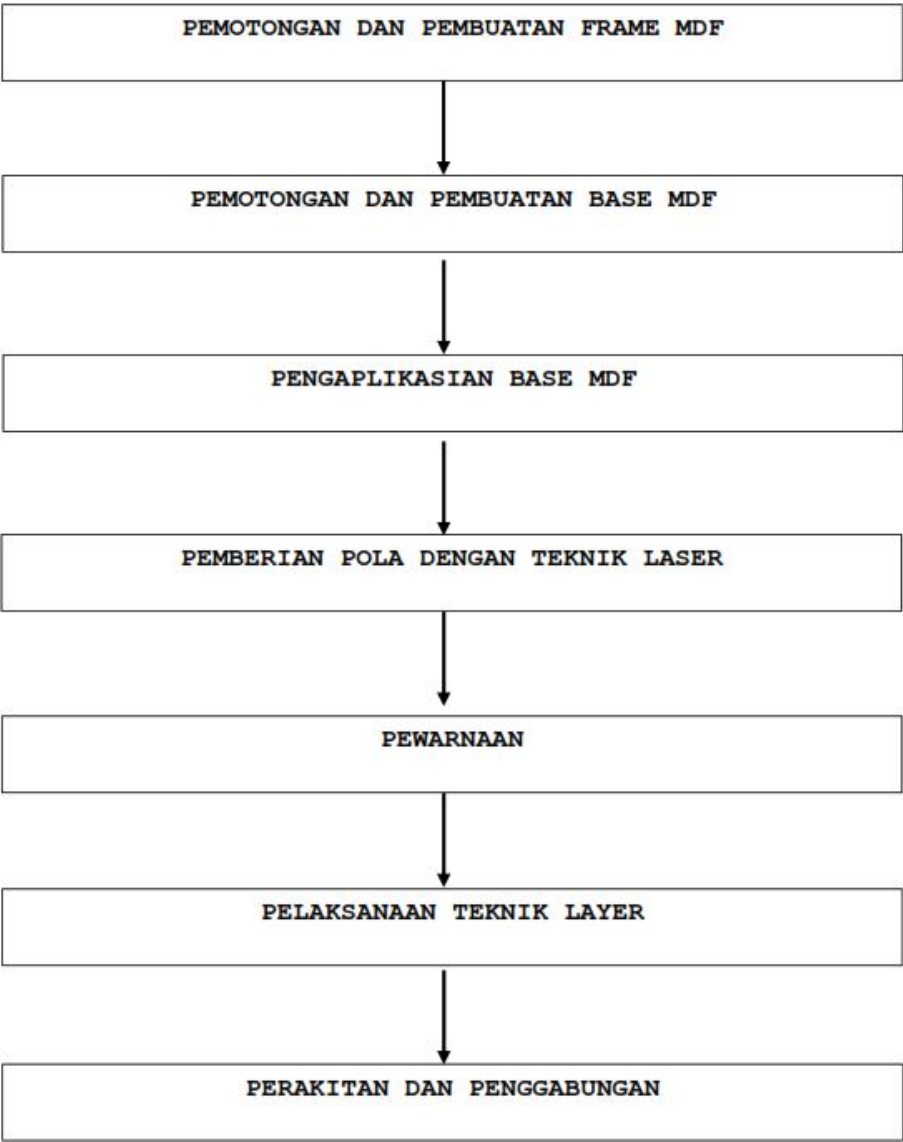 PEMOTONGAN DAN PEMBUATAN FRAME MDF
PEMOTONGAN DAN PEMBUATAN BASE MDF
PENGAPLIKASIAN BASE MDF
PEMBERIAN POLA DENGAN TEKNIK LASER
PEWARNAAN
PELAKSANAAN TEKNIK LAYER
PERAKITAN DAN PENGGABUNGAN